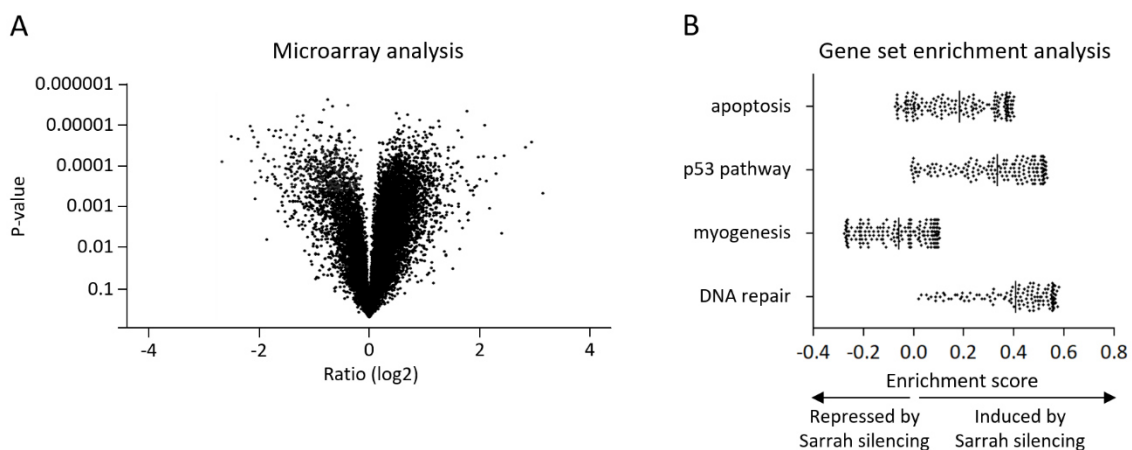 A
Microarray analysis
0.000001
0.00001
0.0001
0.001
0.01
0.1
P-value
-4
-2
0
2
4
Ratio (log2)
B
Gene set enrichment analysis
apoptosis
p53 pathway
myogenesis
DNA repair
-0.4
-0.2
0.0
0.2
0.4
0.6
0.8
Enrichment score
Repressed by
Sarrah silencing
Induced by
Sarrah silencing